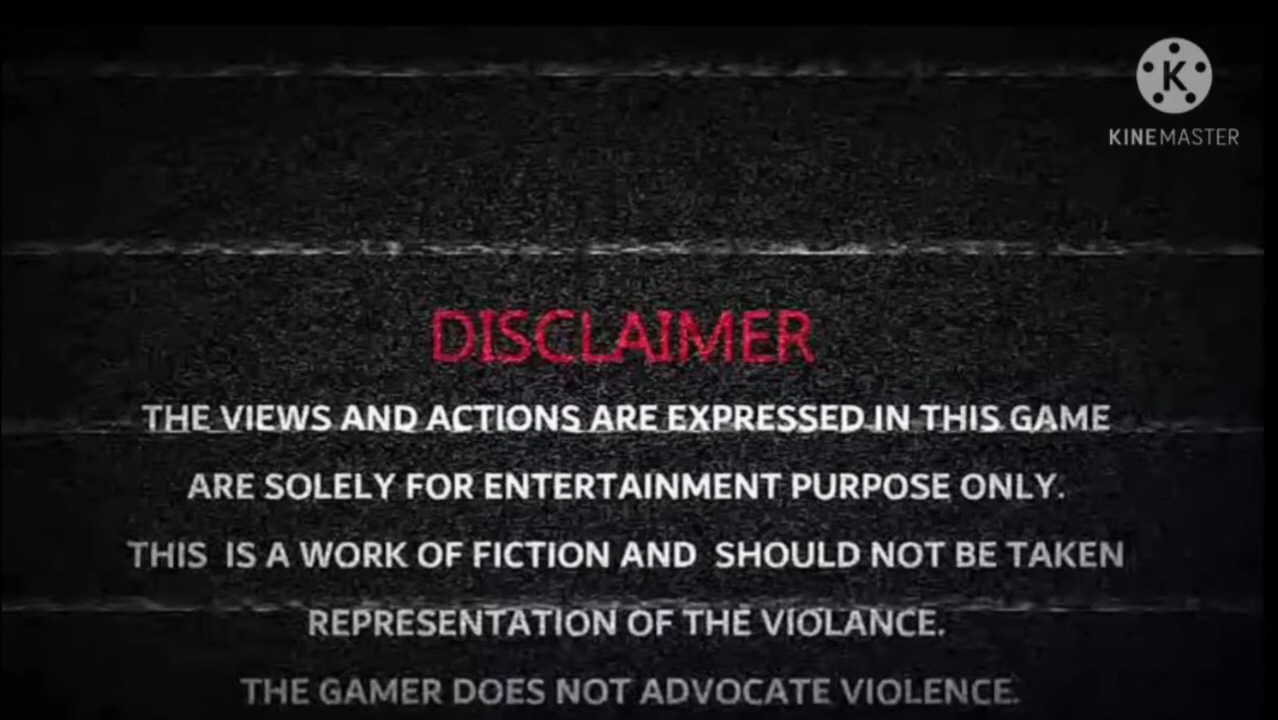 K
KINEMASTER
DISCLAIMER
THE VIEWS AND ACTIONS ARE EXPRESSED IN THIS GAME
ARE SOLELY FOR ENTERTAINMENT PURPOSE ONLY.
THIS IS A WORK OF FICTION AND SHOULD NOT BE TAKEN
REPRESENTATION OF THE VIOLANCE.
THE GAMER DOES NOT ADVOCATE VIOLENCE.